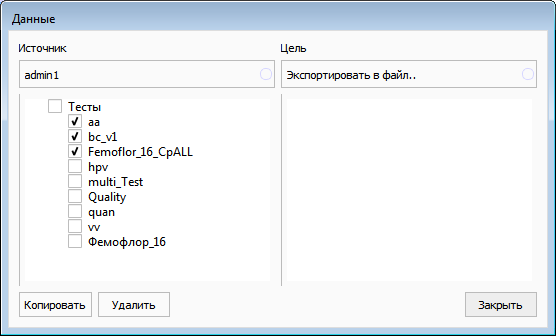 Данные
Источник
Цель
admin1
Экспортировать в файл..
Тесты
aa
bc_v1
Femoflor_16_CpALL
hpv
multi_Test
Quality
quan
vv
Фемофлор_16
Копировать
Удалить
Закрыть